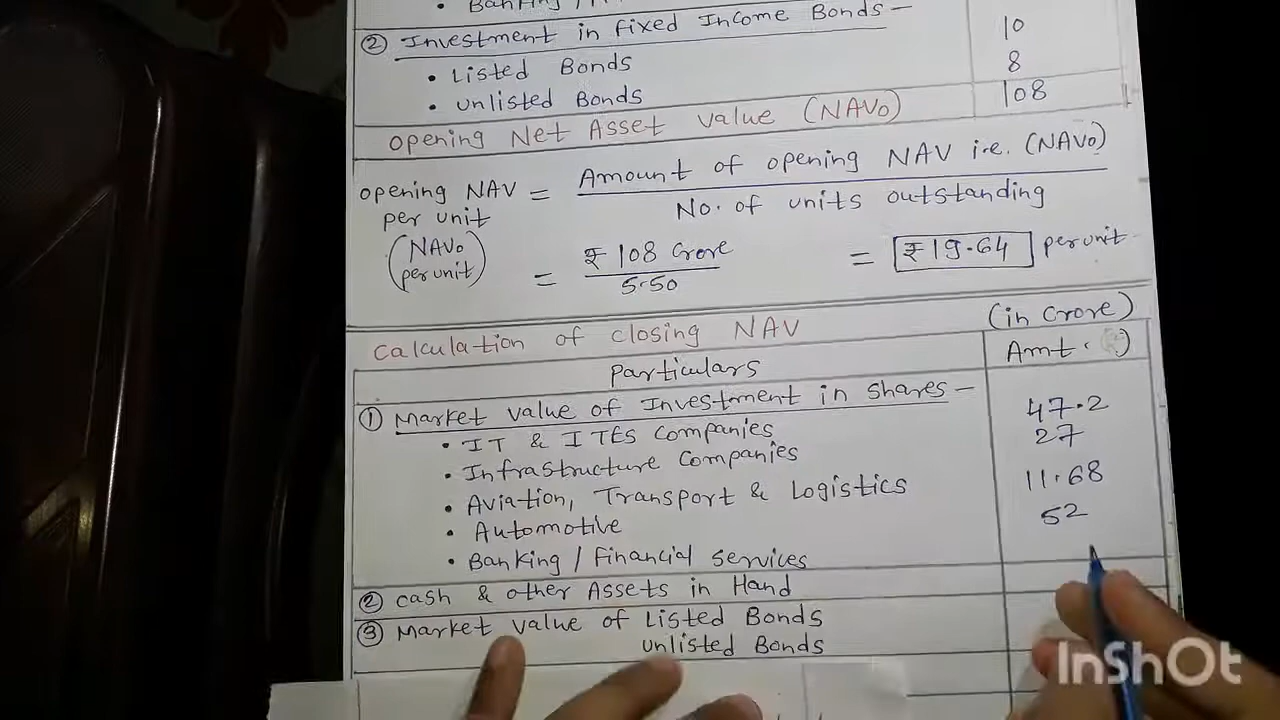 • Banking /
② Investment in fixed Income Bonds -
• Listed Bonds 10
• unlisted Bonds 8
opening Net Asset value (NAV0) 108
opening NAV per unit = Amount of opening NAV i.e. (NAV0)
No. of units outstanding
(NAV0 per unit) = ₹ 108 Crore = ₹19.64 per unit
5.50
Calculation of closing NAV (in Crore)
Particulars Amt.
① Market value of Investment in shares -
• IT & ITES Companies 47.2
• Infrastructure Companies 27
• Aviation, Transport & Logistics 11.68
• Automotive 52
• Banking / Financial services
② cash & other Assets in Hand
③ Market value of Listed Bonds
unlisted Bonds
InShOt